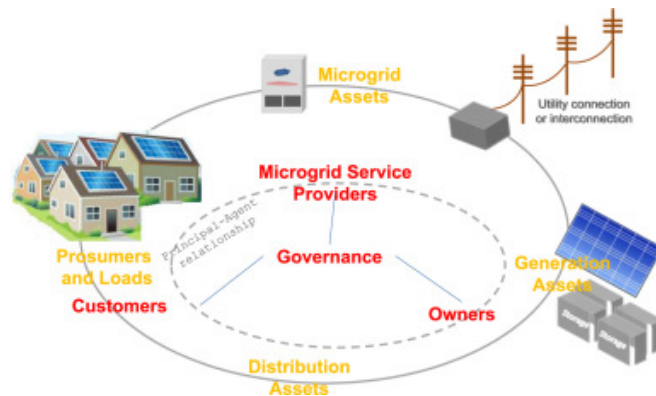 Microgrid
Assets
Utility connection
or interconnection
Microgrid Service
Providers
Principal-Agent
relationship
Governance
Prosumers
and Loads
Customers
Generation
Assets
Owners
Storage
Storage
Distribution
Assets